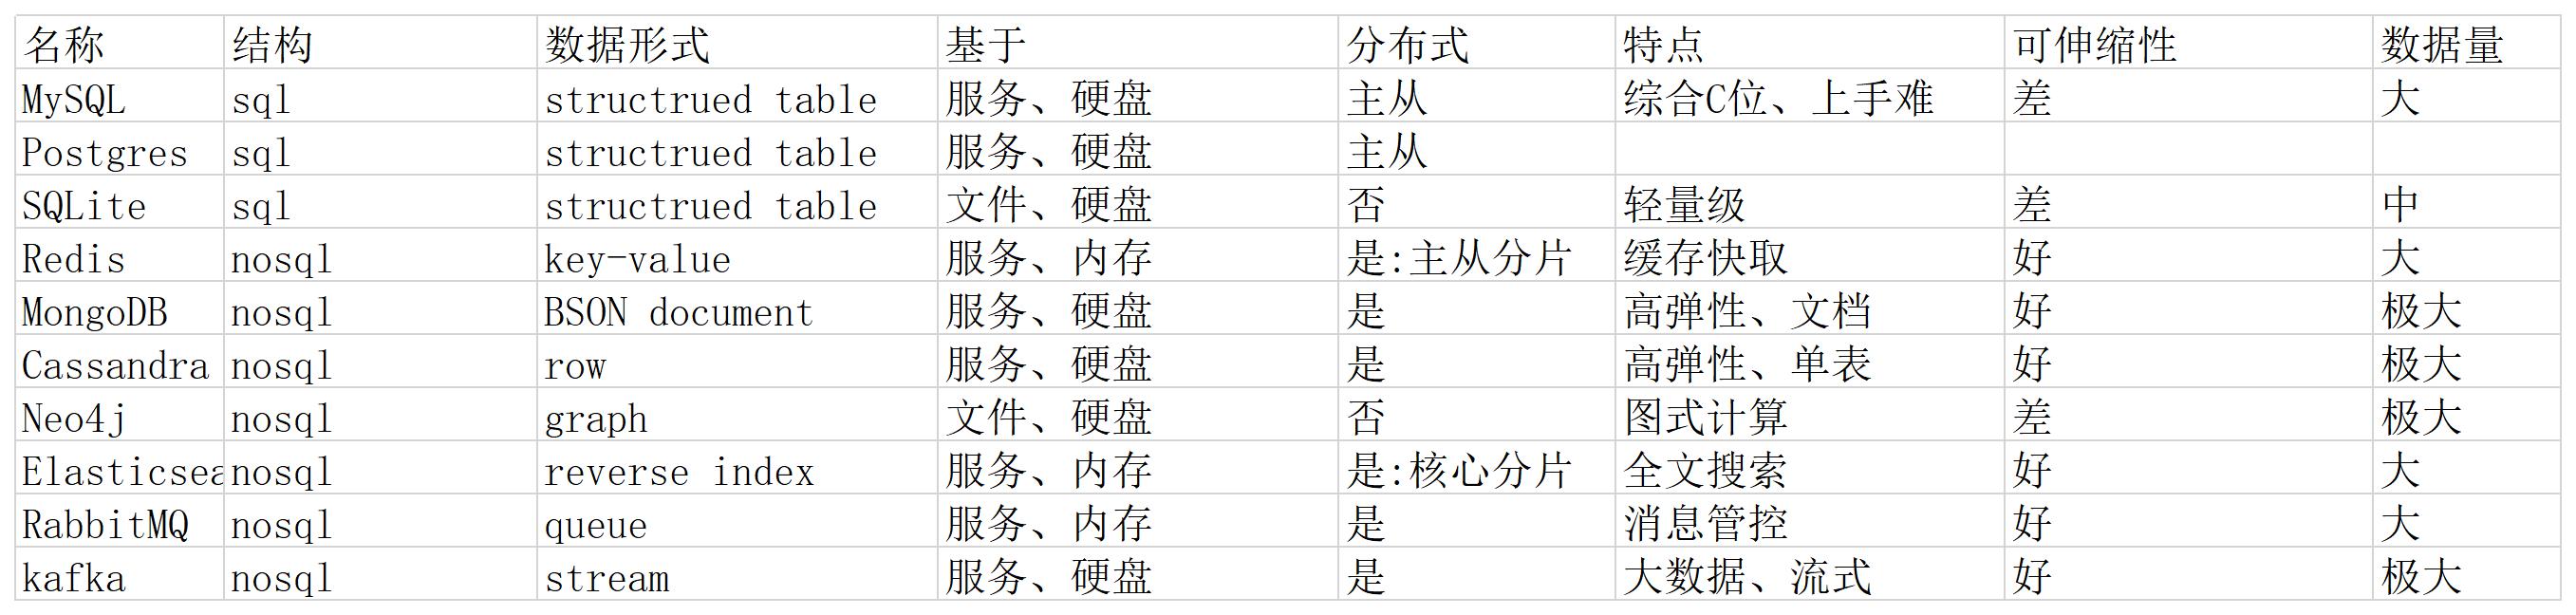 名称 结构 数据形式 基于 分布式 特点 可伸缩性 数据量
MySQL sql structrued table 服务、硬盘 主从 综合C位、上手难 差 大
Postgres sql structrued table 服务、硬盘 主从
SQLite sql structrued table 文件、硬盘 否 轻量级 差 中
Redis nosql key-value 服务、内存 是:主从分片 缓存快取 好 大
MongoDB nosql BSON document 服务、硬盘 是 高弹性、文档 好 极大
Cassandra nosql row 服务、硬盘 是 高弹性、单表 好 极大
Neo4j nosql graph 文件、硬盘 否 图式计算 差 极大
Elasticsea nosql reverse index 服务、内存 是:核心分片 全文搜索 好 大
RabbitMQ nosql queue 服务、内存 是 消息管控 好 大
kafka nosql stream 服务、硬盘 是 大数据、流式 好 极大